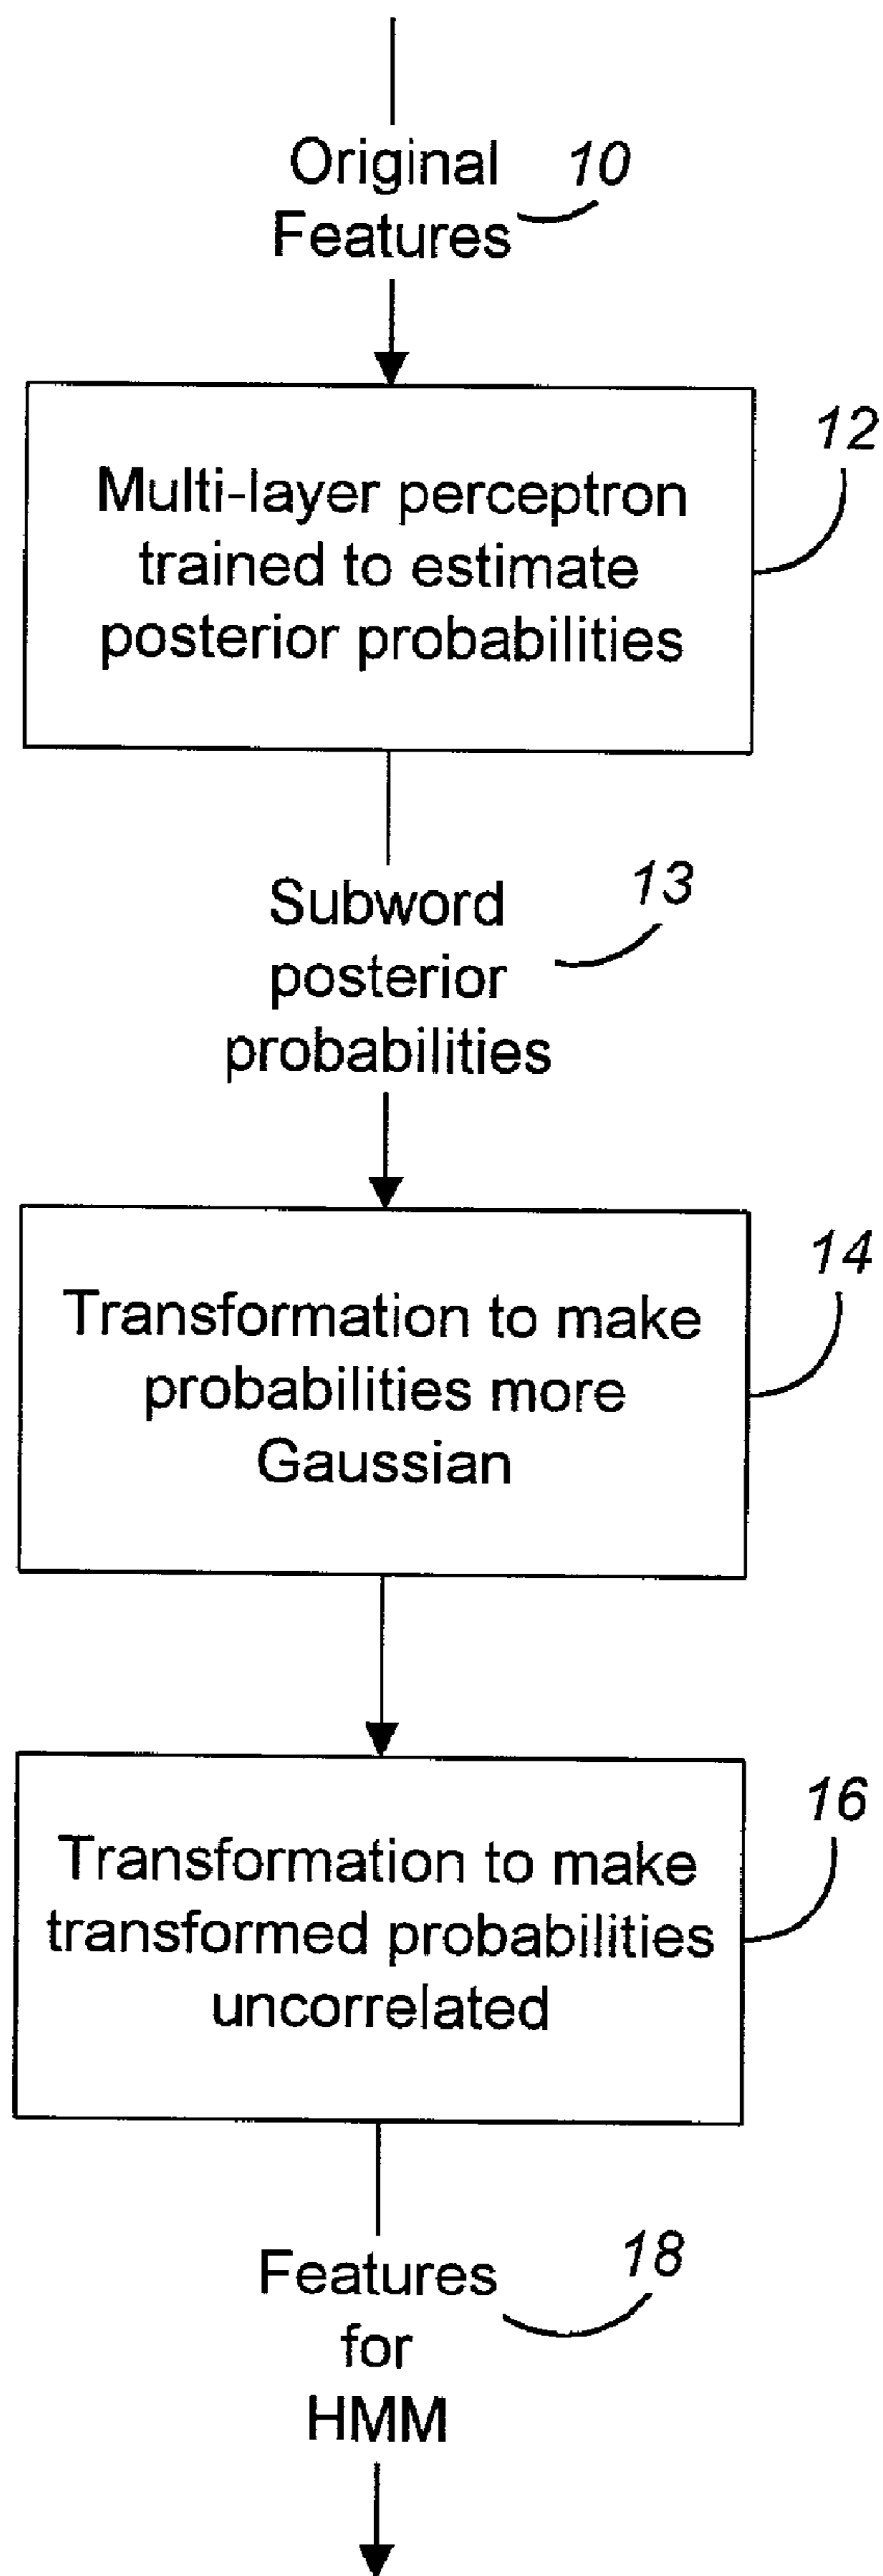 Original
Features
10
12
Multi-layer perceptron
trained to estimate
posterior probabilities
Subword
posterior
probabilities
13
14
Transformation to make
probabilities more
Gaussian
16
Transformation to make
transformed probabilities
uncorrelated
Features
for
HMM
18